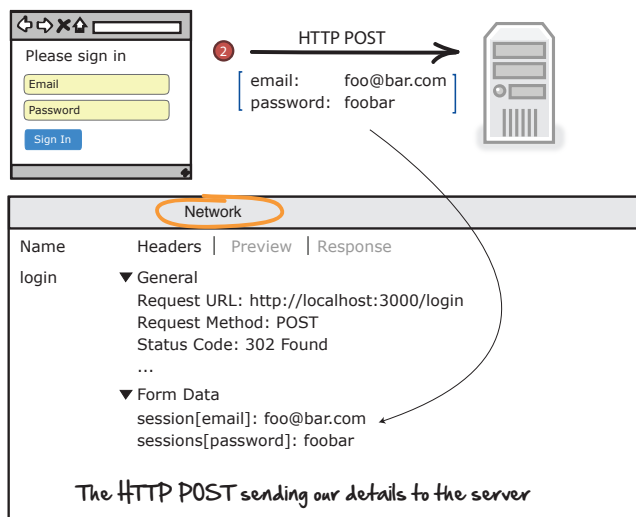 Please sign in
Email
Password
Sign In
2
HTTP POST
email: foo@bar.com
password: foobar
Network
Name Headers | Preview | Response
login ▼ General
Request URL: http://localhost:3000/login
Request Method: POST
Status Code: 302 Found
...
▼ Form Data
session[email]: foo@bar.com
sessions[password]: foobar
The HTTP POST sending our details to the server